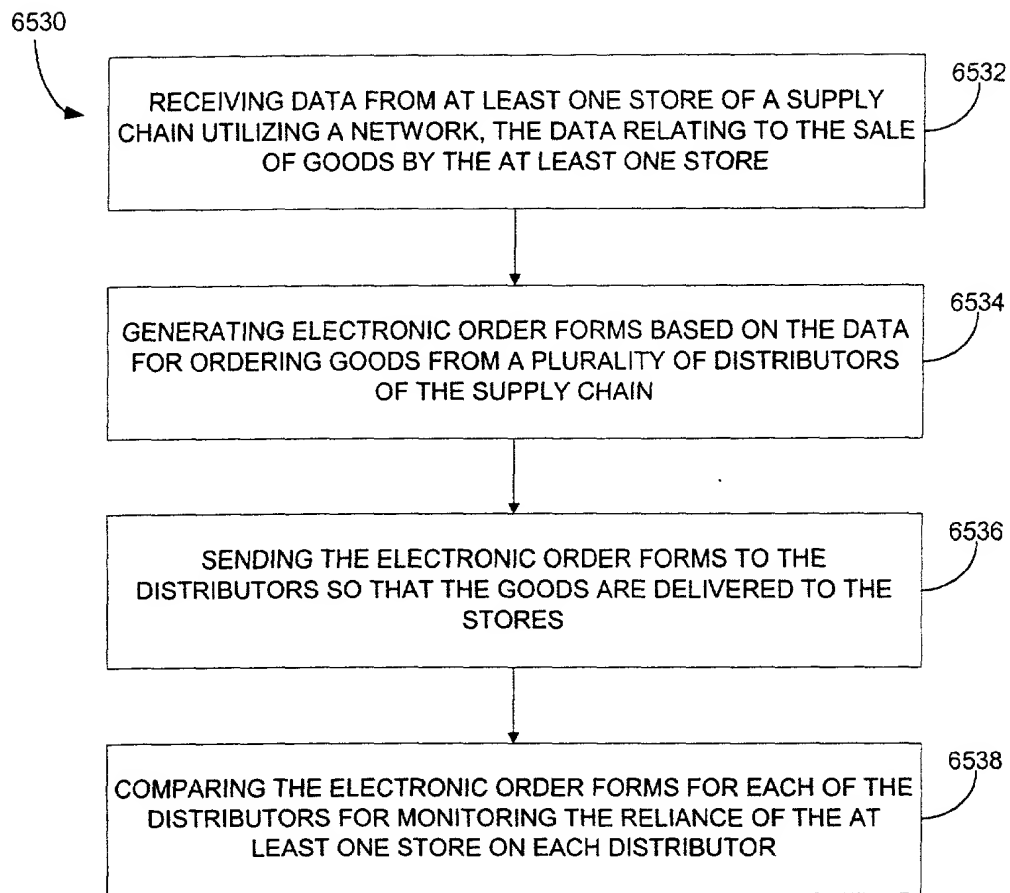 6530
6532
RECEIVING DATA FROM AT LEAST ONE STORE OF A SUPPLY
CHAIN UTILIZING A NETWORK, THE DATA RELATING TO THE SALE
OF GOODS BY THE AT LEAST ONE STORE
6534
GENERATING ELECTRONIC ORDER FORMS BASED ON THE DATA
FOR ORDERING GOODS FROM A PLURALITY OF DISTRIBUTORS
OF THE SUPPLY CHAIN
6536
SENDING THE ELECTRONIC ORDER FORMS TO THE
DISTRIBUTORS SO THAT THE GOODS ARE DELIVERED TO THE
STORES
6538
COMPARING THE ELECTRONIC ORDER FORMS FOR EACH OF THE
DISTRIBUTORS FOR MONITORING THE RELIANCE OF THE AT
LEAST ONE STORE ON EACH DISTRIBUTOR